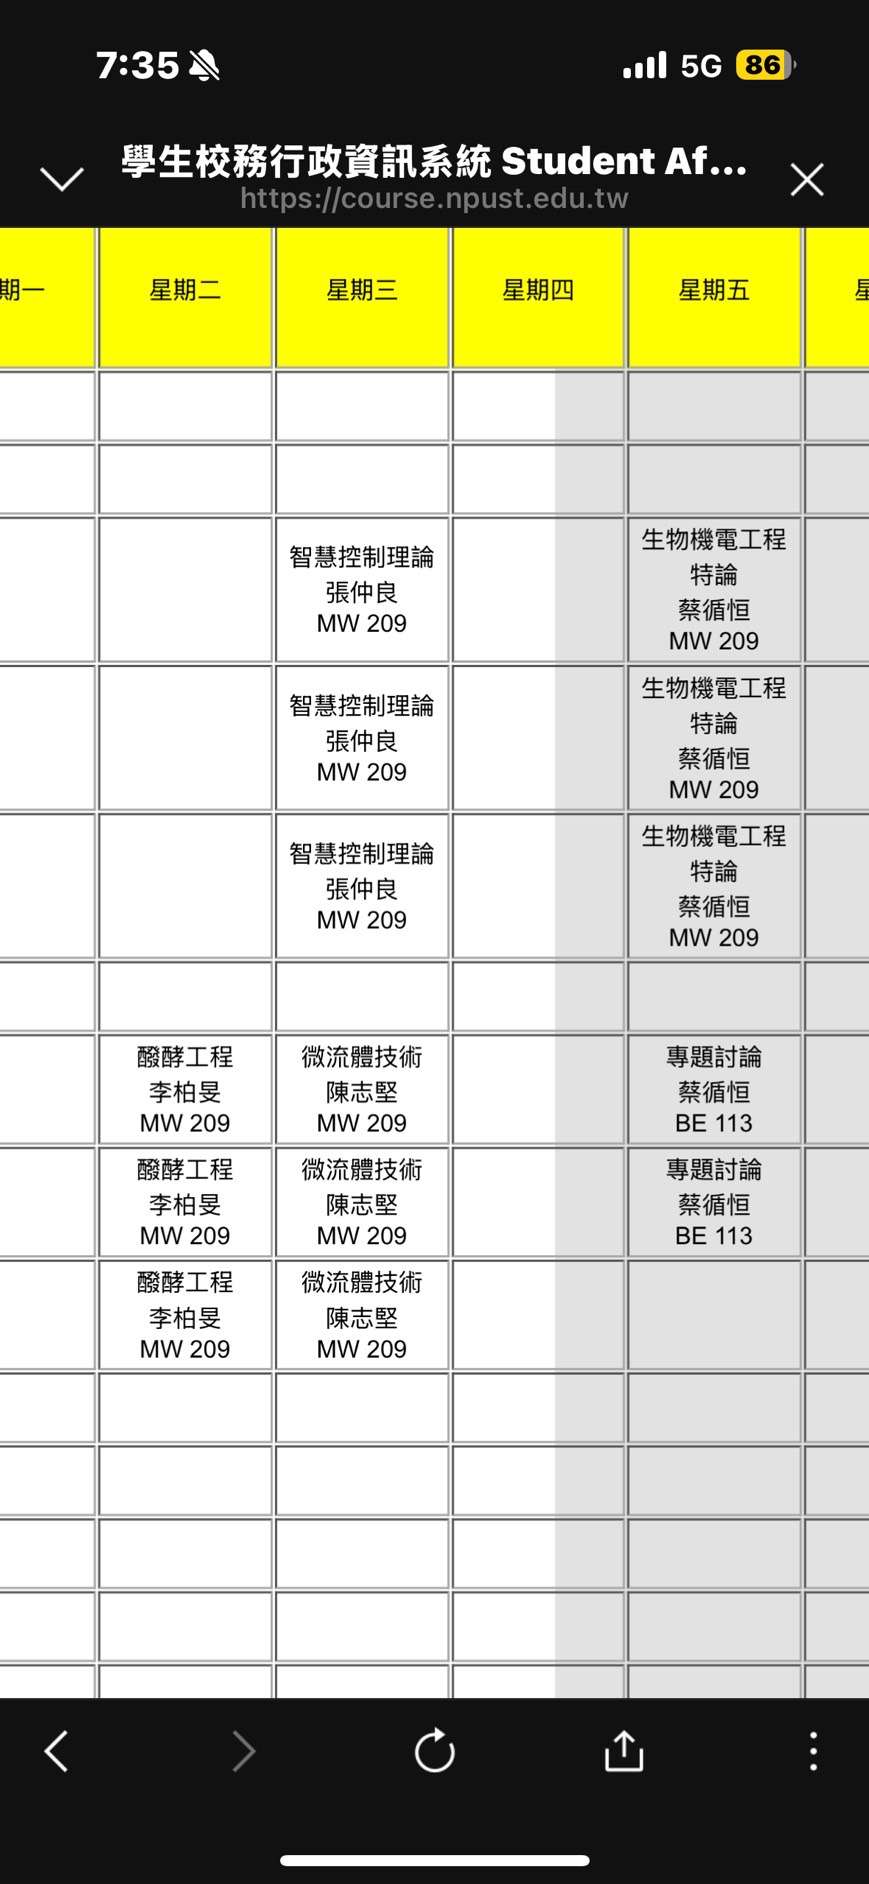 7:35
5G
86
學生校務行政資訊系統 Student Af...
https://course.npust.edu.tw
期一 星期二 星期三 星期四 星期五
智慧控制理論
張仲良
MW 209
生物機電工程
特論
蔡循恒
MW 209
智慧控制理論
張仲良
MW 209
生物機電工程
特論
蔡循恒
MW 209
智慧控制理論
張仲良
MW 209
生物機電工程
特論
蔡循恒
MW 209
醱酵工程
李柏旻
MW 209
微流體技術
陳志堅
MW 209
專題討論
蔡循恒
BE 113
醱酵工程
李柏旻
MW 209
微流體技術
陳志堅
MW 209
專題討論
蔡循恒
BE 113
醱酵工程
李柏旻
MW 209
微流體技術
陳志堅
MW 209